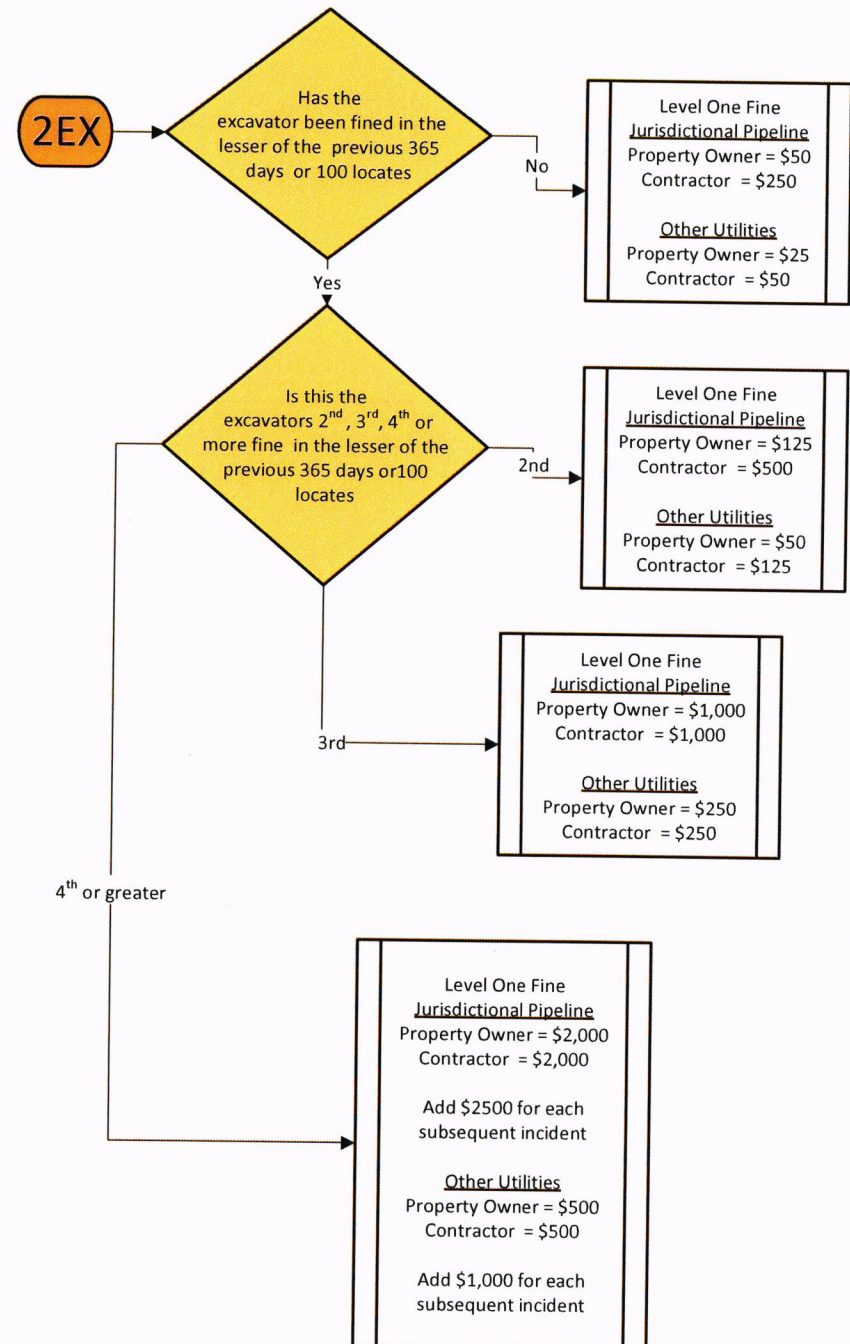 2EX
Has the
excavator been fined in the
lesser of the previous 365
days or 100 locates
No
Level One Fine
Jurisdictional Pipeline
Property Owner = $50
Contractor = $250
Other Utilities
Property Owner = $25
Contractor = $50
Yes
Is this the
excavators 2nd , 3rd, 4th or
more fine in the lesser of the
previous 365 days or100
locates
2nd
Level One Fine
Jurisdictional Pipeline
Property Owner = $125
Contractor = $500
Other Utilities
Property Owner = $50
Contractor = $125
3rd
Level One Fine
Jurisdictional Pipeline
Property Owner = $1,000
Contractor = $1,000
Other Utilities
Property Owner = $250
Contractor = $250
4th or greater
Level One Fine
Jurisdictional Pipeline
Property Owner = $2,000
Contractor = $2,000
Add $2500 for each
subsequent incident
Other Utilities
Property Owner = $500
Contractor = $500
Add $1,000 for each
subsequent incident